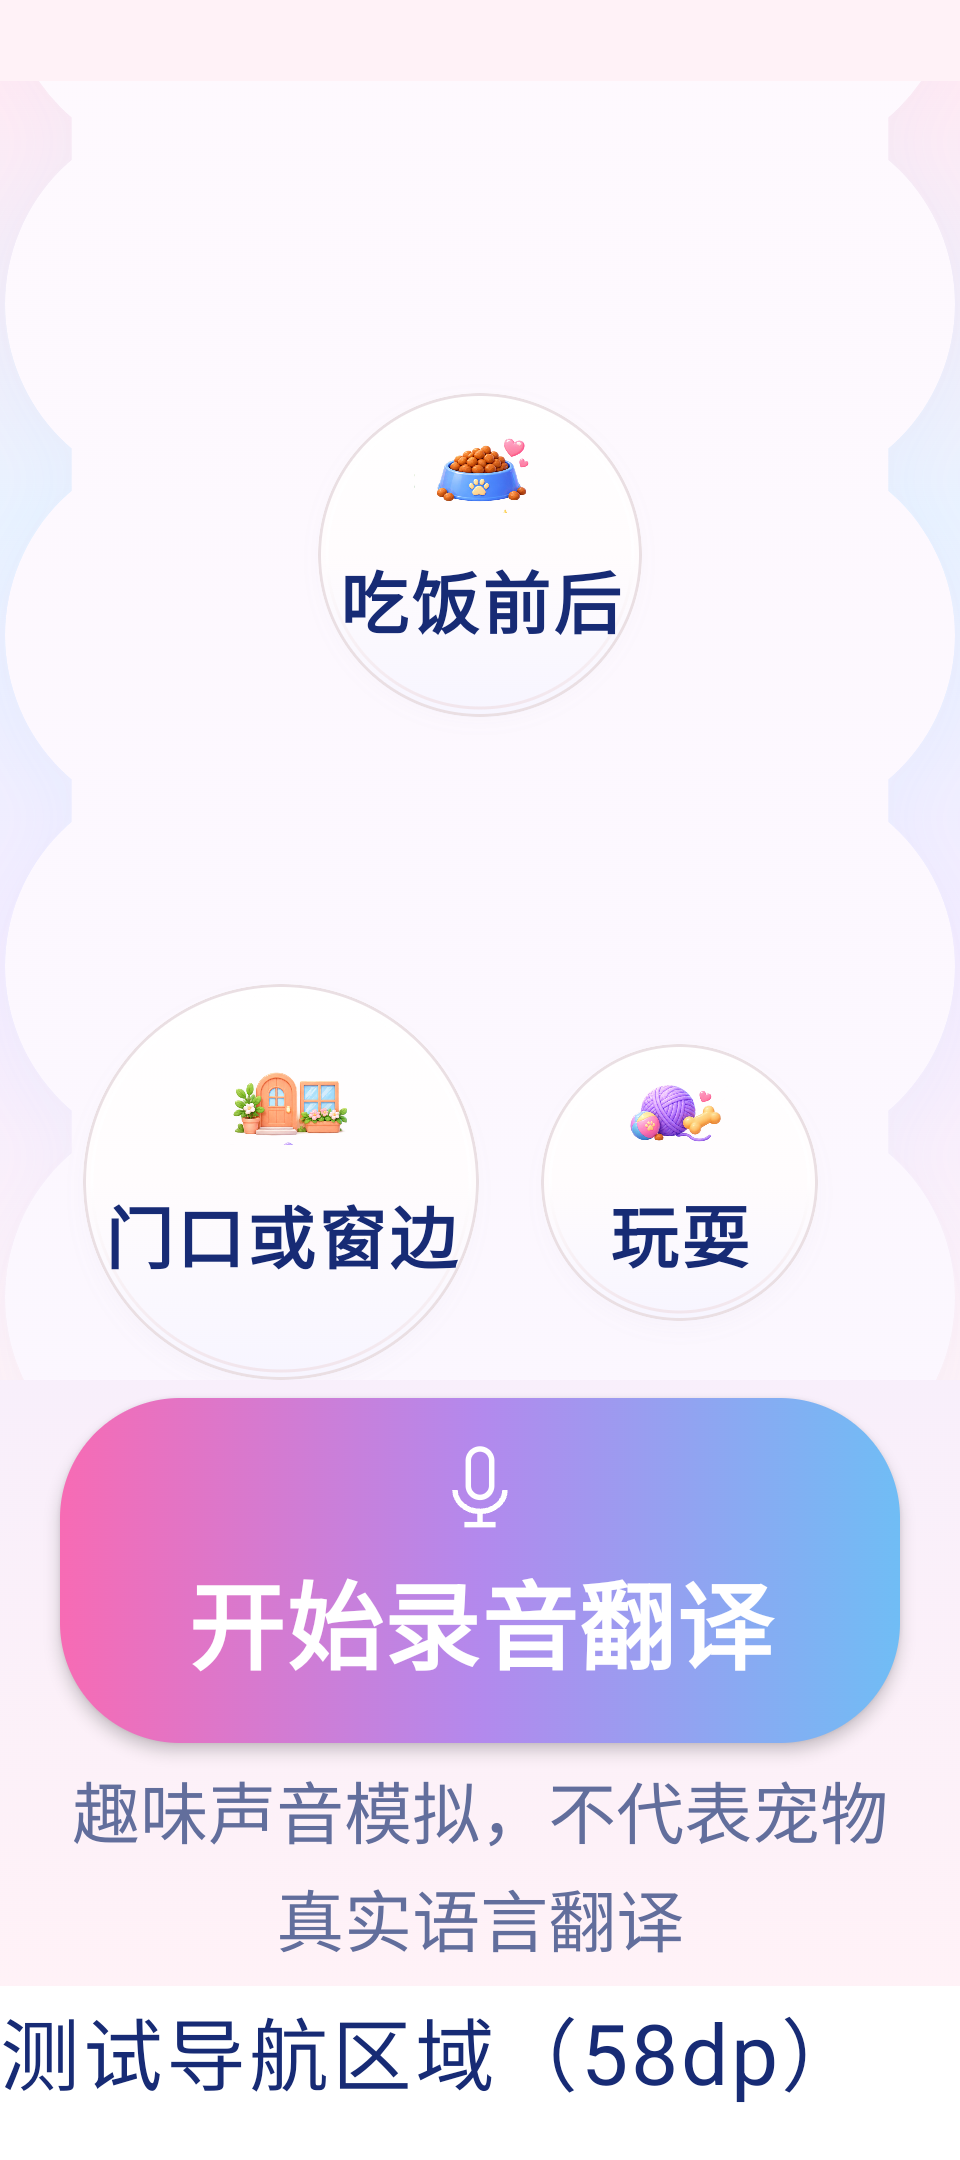 吃饭前后
门口或窗边
玩耍
开始录音翻译
趣味声音模拟，不代表宠物
真实语言翻译
测试导航区域（58dp）